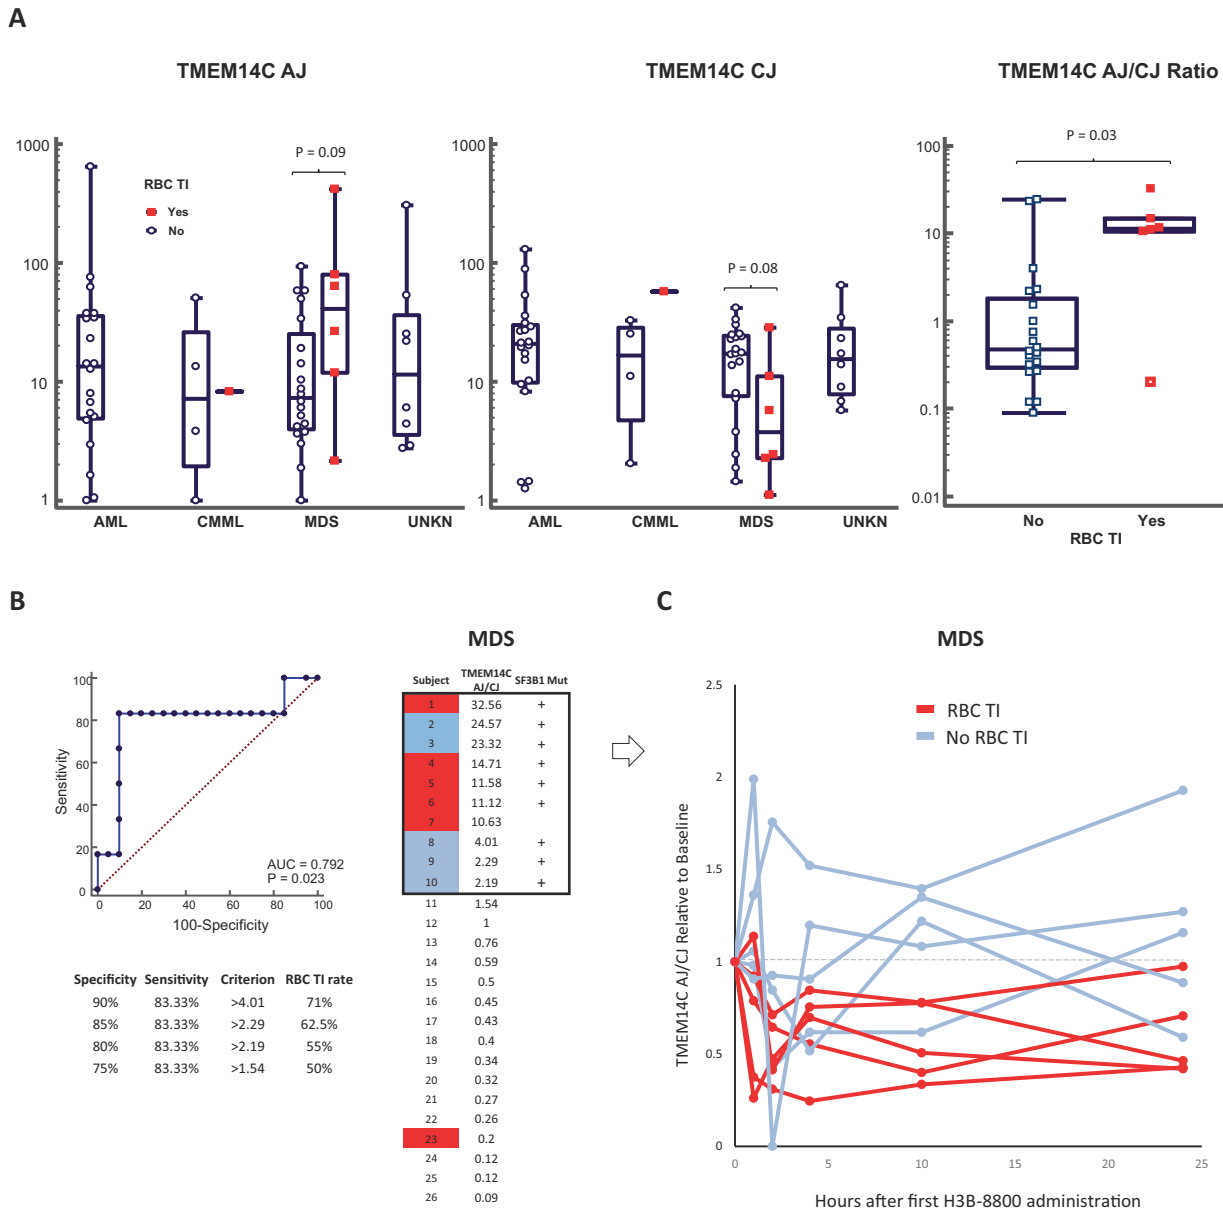 A
TMEM14C AJ
TMEM14C CJ
TMEM14C AJ/CJ Ratio
1000
100
10
1
RBC TI
Yes
No
P = 0.09
AML CMML MDS UNKN
1000
100
10
1
P = 0.08
AML CMML MDS UNKN
100
10
1
0.1
0.01
P = 0.03
No Yes
RBC TI
B
100
80
60
40
20
0
Sensitivity
AUC = 0.792
P = 0.023
0 20 40 60 80 100
100-Specificity
Specificity Sensitivity Criterion RBC TI rate
90% 83.33% >4.01 71%
85% 83.33% >2.29 62.5%
80% 83.33% >2.19 55%
75% 83.33% >1.54 50%
MDS
Subject TMEM14C AJ/CJ SF3B1 Mut
1 32.56 +
2 24.57 +
3 23.32 +
4 14.71 +
5 11.58 +
6 11.12 +
7 10.63
8 4.01 +
9 2.29 +
10 2.19 +
11 1.54
12 1
13 0.76
14 0.59
15 0.5
16 0.45
17 0.43
18 0.4
19 0.34
20 0.32
21 0.27
22 0.26
23 0.2
24 0.12
25 0.12
26 0.09
C
MDS
2.5
2
1.5
1
0.5
0
TMEM14C AJ/CJ Relative to Baseline
RBC TI
No RBC TI
0 5 10 15 20 25
Hours after first H3B-8800 administration